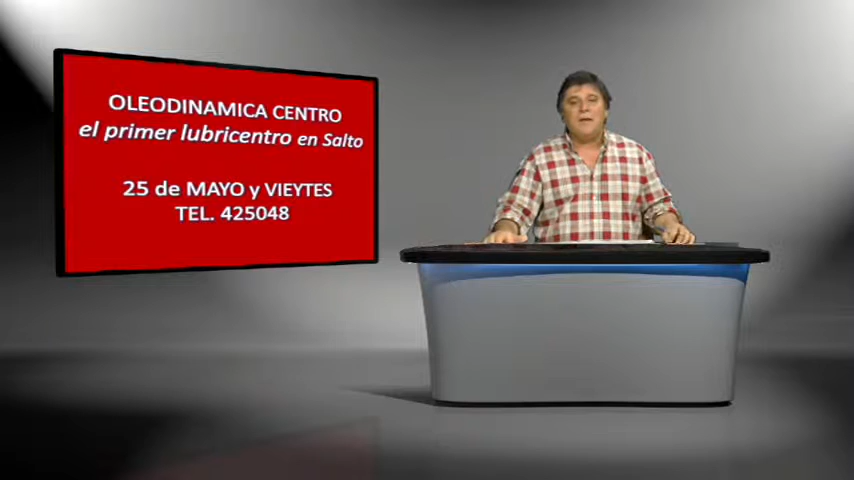 OLEODINAMICA CENTRO
el primer lubricentro en Salto
25 de MAYO y VIEYTES
TEL. 425048